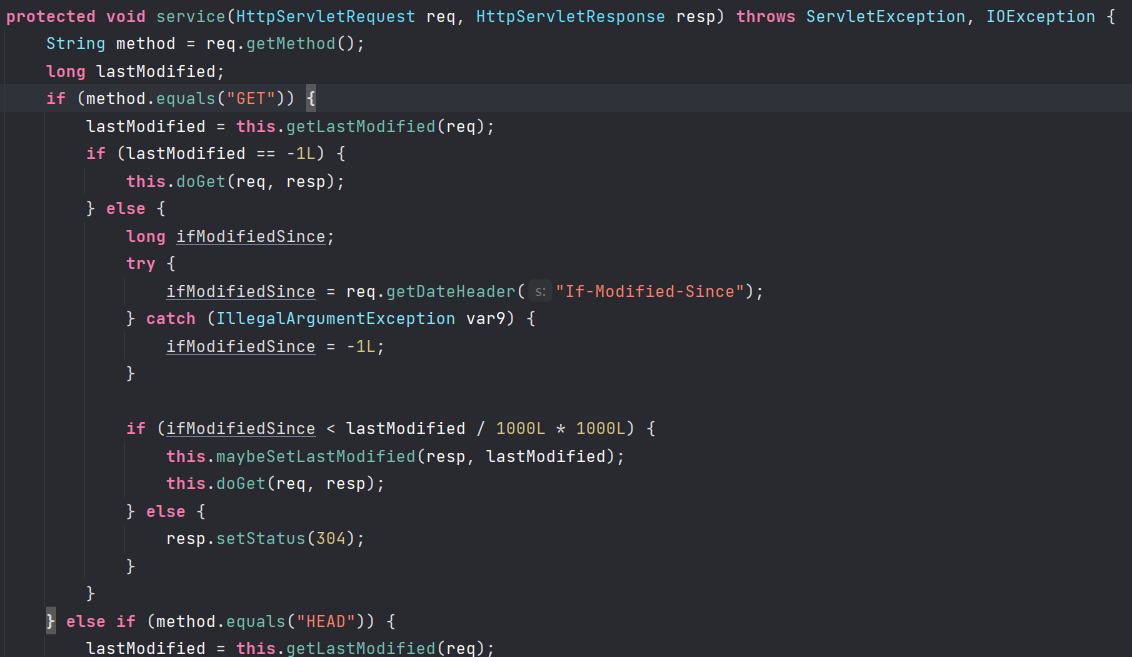 protected void service(HttpServletRequest req, HttpServletResponse resp) throws ServletException, IOException {
    String method = req.getMethod();
    long lastModified;
    if (method.equals("GET")) {
        lastModified = this.getLastModified(req);
        if (lastModified == -1L) {
            this.doGet(req, resp);
        } else {
            long ifModifiedSince;
            try {
                ifModifiedSince = req.getDateHeader( s: "If-Modified-Since");
            } catch (IllegalArgumentException var9) {
                ifModifiedSince = -1L;
            }

            if (ifModifiedSince < lastModified / 1000L * 1000L) {
                this.maybeSetLastModified(resp, lastModified);
                this.doGet(req, resp);
            } else {
                resp.setStatus(304);
            }
        }
    } else if (method.equals("HEAD")) {
        lastModified = this.getLastModified(req);